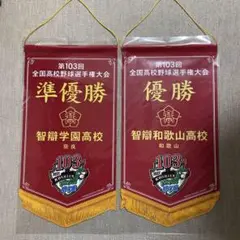 第103回
全国高校野球選手権大会
準優勝
智辯学園高校
奈良
第103回
全国高校野球選手権大会
優勝
智辯和歌山高校
和歌山
103
103